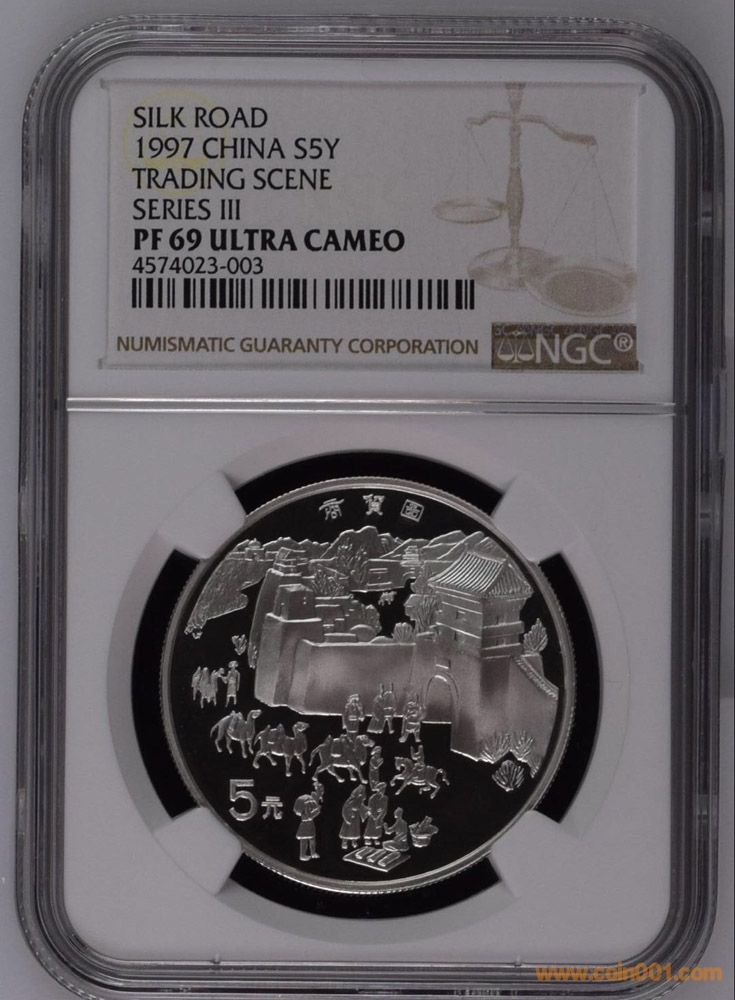 SILK ROAD
1997 CHINA S5Y
TRADING SCENE
SERIES III
PF 69 ULTRA CAMEO
4574023-003
NUMISMATIC GUARANTY CORPORATION
NGC®
商贸图
5元
www.coin001.com